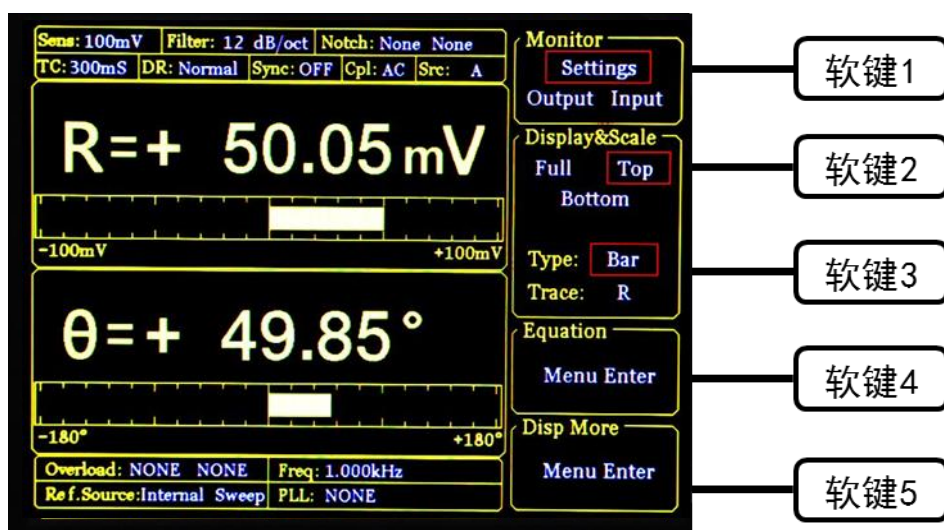 Sens: 100mV Filter: 12 dB/oct Notch: None None
TC: 300mS DR: Normal Sync: OFF Cpl: AC Src: A
R=+ 50.05 mV
-100mV +100mV
θ=+ 49.85°
-180° +180°
Overload: NONE NONE Freq: 1.000kHz
Ref.Source:Internal Sweep PLL: NONE
Monitor
Settings
Output Input
Display&Scale
Full Top
Bottom
Type: Bar
Trace: R
Equation
Menu Enter
Disp More
Menu Enter
软键1
软键2
软键3
软键4
软键5